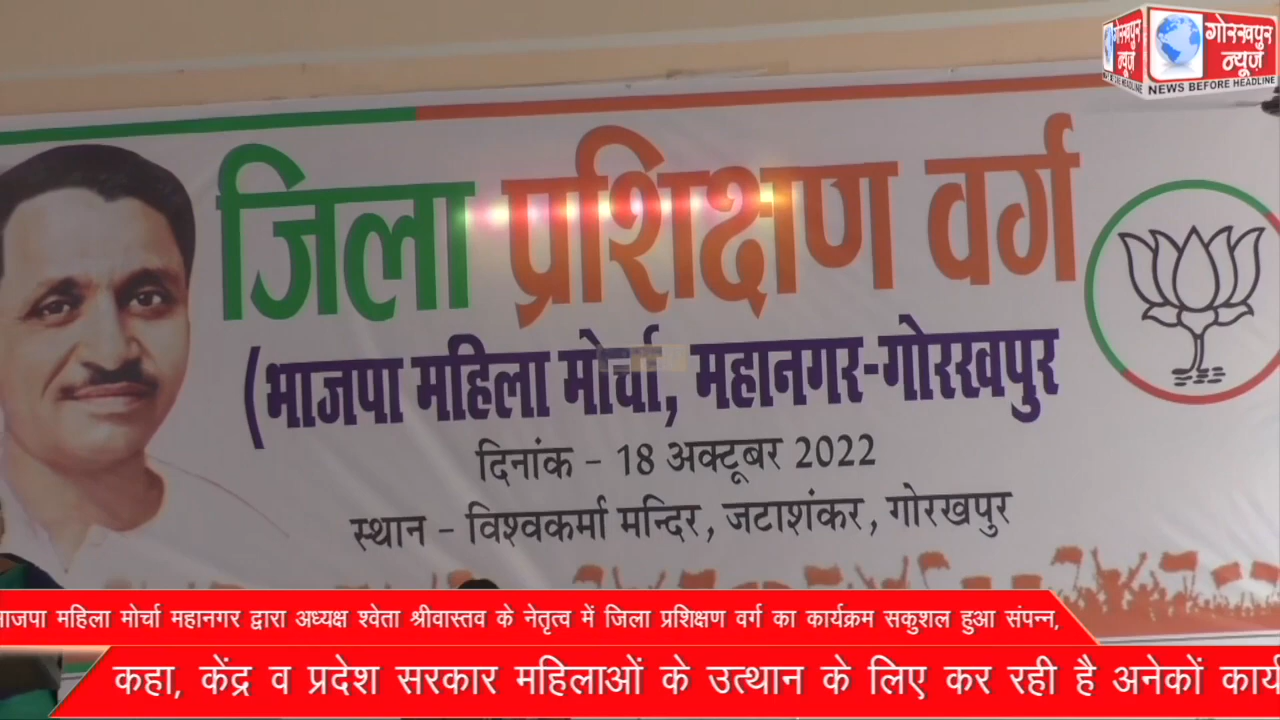 गोरखपुर न्यूज़
गोरखपुर न्यूज़
NEWS BEFORE HEADLINE
जिला प्रशिक्षण वर्ग
(भाजपा महिला मोर्चा, महानगर-गोरखपुर
दिनांक - 18 अक्टूबर 2022
स्थान - विश्वकर्मा मन्दिर, जटाशंकर, गोरखपुर
भाजपा महिला मोर्चा महानगर द्वारा अध्यक्ष श्वेता श्रीवास्तव के नेतृत्व में जिला प्रशिक्षण वर्ग का कार्यक्रम सकुशल हुआ संपन्न,
कहा, केंद्र व प्रदेश सरकार महिलाओं के उत्थान के लिए कर रही है अनेकों कार्य